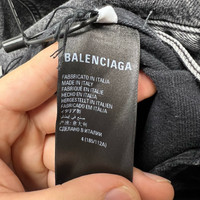 BALENCIAGA
FABBRICATO IN ITALIA
MADE IN ITALY
FABRIQUÉ EN ITALIE
HECHO EN ITALIA
HERGESTELLT IN ITALIEN
イタリア製
СДЕЛАНО В ИТАЛИИ